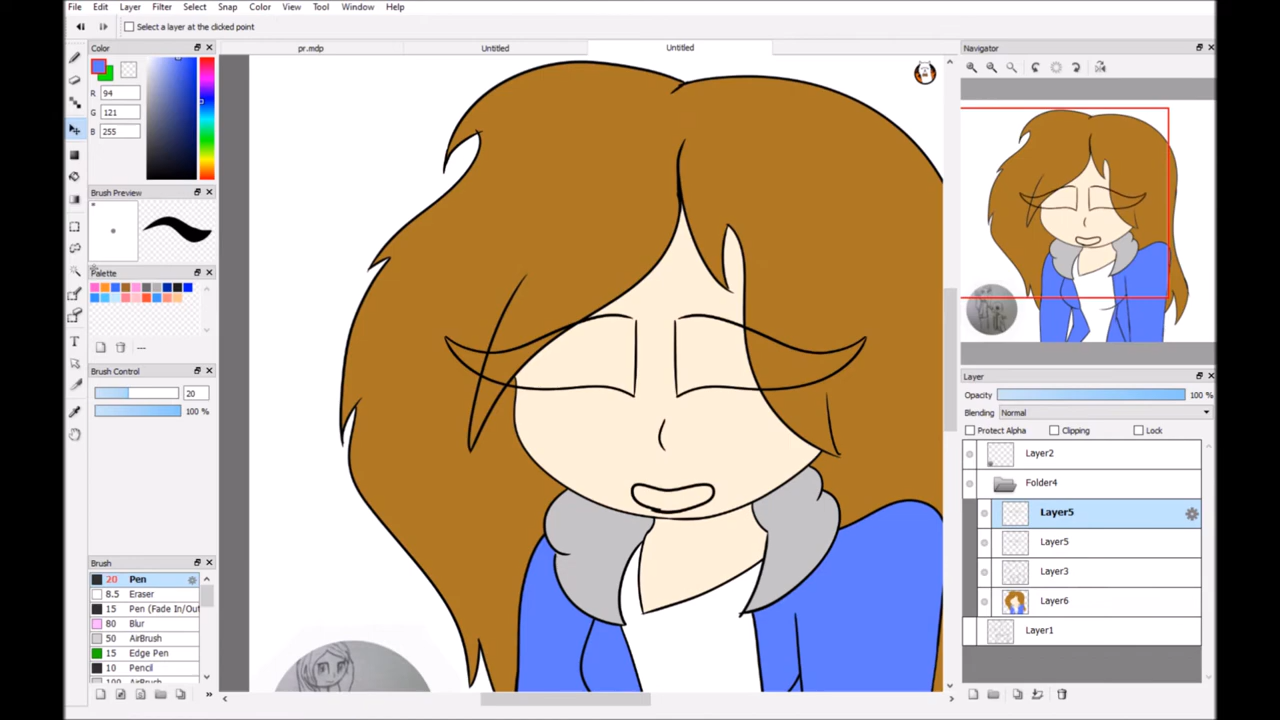 File Edit Layer Filter Select Snap Color View Tool Window Help
Select a layer at the clicked point
Color
pr.mdp
Untitled
Untitled
Navigator
R 94
G 121
B 255
Brush Preview
Palette
---
Brush Control
20
100 %
Brush
20 Pen
8.5 Eraser
15 Pen (Fade In/Out
80 Blur
50 AirBrush
15 Edge Pen
10 Pencil
100 AirBrush
Layer
Opacity 100 %
Blending Normal
Protect Alpha Clipping Lock
Layer2
Folder4
Layer5
Layer5
Layer3
Layer6
Layer1